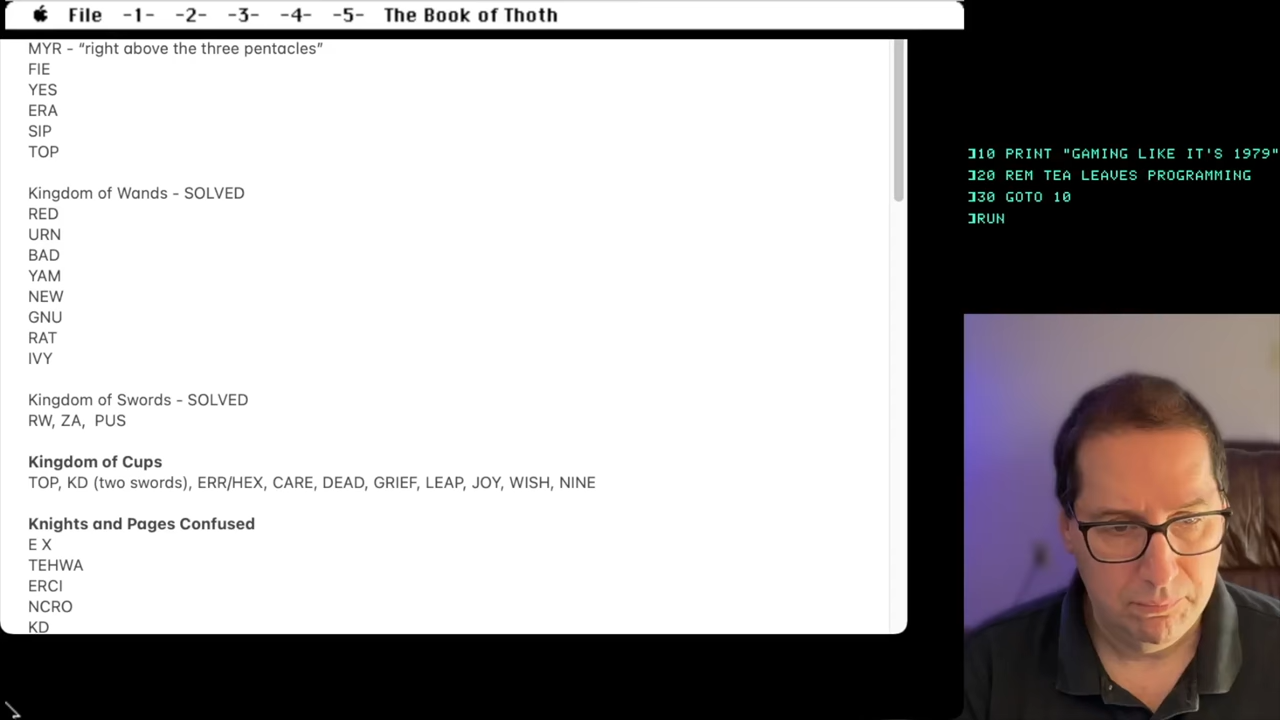 File -1- -2- -3- -4- -5- The Book of Thoth
MYR - “right above the three pentacles”
FIE
YES
ERA
SIP
TOP
Kingdom of Wands - SOLVED
RED
URN
BAD
YAM
NEW
GNU
RAT
IVY
Kingdom of Swords - SOLVED
RW, ZA, PUS
Kingdom of Cups
TOP, KD (two swords), ERR/HEX, CARE, DEAD, GRIEF, LEAP, JOY, WISH, NINE
Knights and Pages Confused
E X
TEHWA
ERCI
NCRO
KD
]10 PRINT "GAMING LIKE IT'S 1979"
]20 REM TEA LEAVES PROGRAMMING
]30 GOTO 10
]RUN